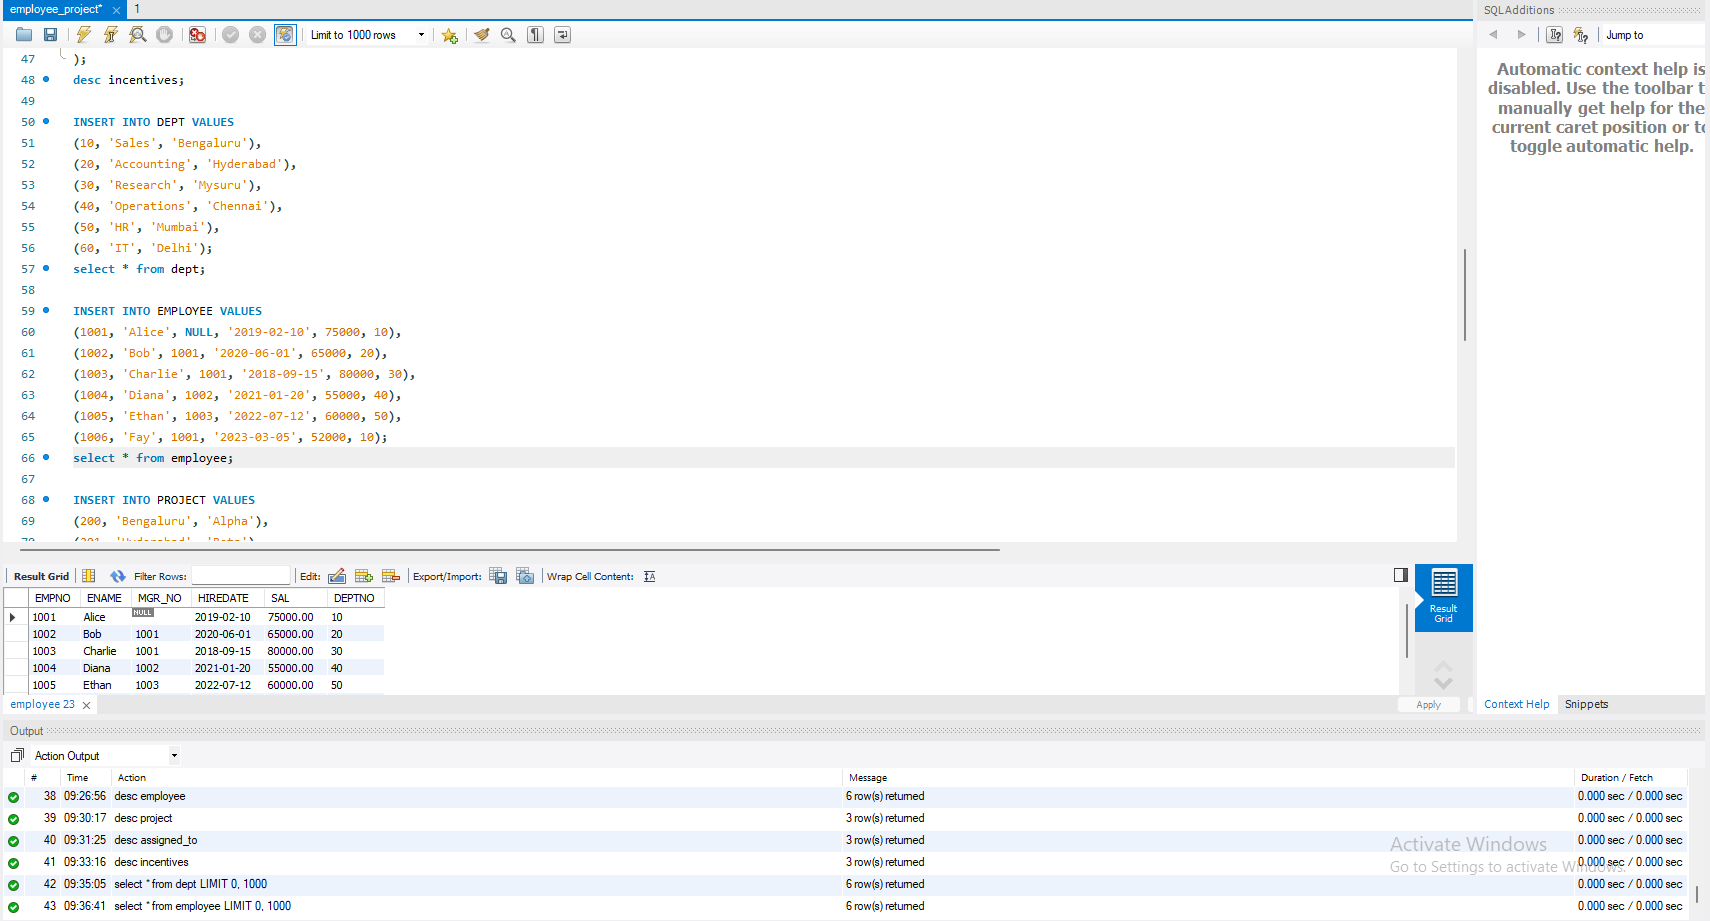 employee_project* × 1
SQLAdditions
Limit to 1000 rows
Jump to
47 );
48 desc incentives;
49
50 INSERT INTO DEPT VALUES
51 (10, 'Sales', 'Bengaluru'),
52 (20, 'Accounting', 'Hyderabad'),
53 (30, 'Research', 'Mysuru'),
54 (40, 'Operations', 'Chennai'),
55 (50, 'HR', 'Mumbai'),
56 (60, 'IT', 'Delhi');
57 select * from dept;
58
59 INSERT INTO EMPLOYEE VALUES
60 (1001, 'Alice', NULL, '2019-02-10', 75000, 10),
61 (1002, 'Bob', 1001, '2020-06-01', 65000, 20),
62 (1003, 'Charlie', 1001, '2018-09-15', 80000, 30),
63 (1004, 'Diana', 1002, '2021-01-20', 55000, 40),
64 (1005, 'Ethan', 1003, '2022-07-12', 60000, 50),
65 (1006, 'Fay', 1001, '2023-03-05', 52000, 10);
66 select * from employee;
67
68 INSERT INTO PROJECT VALUES
69 (200, 'Bengaluru', 'Alpha'),
Automatic context help is
disabled. Use the toolbar t
manually get help for the
current caret position or to
toggle automatic help.
Result Grid Filter Rows: Edit: Export/Import: Wrap Cell Content:
EMPNO ENAME MGR_NO HIREDATE SAL DEPTNO
1001 Alice NULL 2019-02-10 75000.00 10
1002 Bob 1001 2020-06-01 65000.00 20
1003 Charlie 1001 2018-09-15 80000.00 30
1004 Diana 1002 2021-01-20 55000.00 40
1005 Ethan 1003 2022-07-12 60000.00 50
Result
Grid
employee 23 ×
Apply
Context Help Snippets
Output
Action Output
# Time Action Message Duration / Fetch
38 09:26:56 desc employee 6 row(s) returned 0.000 sec / 0.000 sec
39 09:30:17 desc project 3 row(s) returned 0.000 sec / 0.000 sec
40 09:31:25 desc assigned_to 3 row(s) returned 0.000 sec / 0.000 sec
41 09:33:16 desc incentives 3 row(s) returned 0.000 sec / 0.000 sec
42 09:35:05 select * from dept LIMIT 0, 1000 6 row(s) returned 0.000 sec / 0.000 sec
43 09:36:41 select * from employee LIMIT 0, 1000 6 row(s) returned 0.000 sec / 0.000 sec
Activate Windows
Go to Settings to activate Windows.